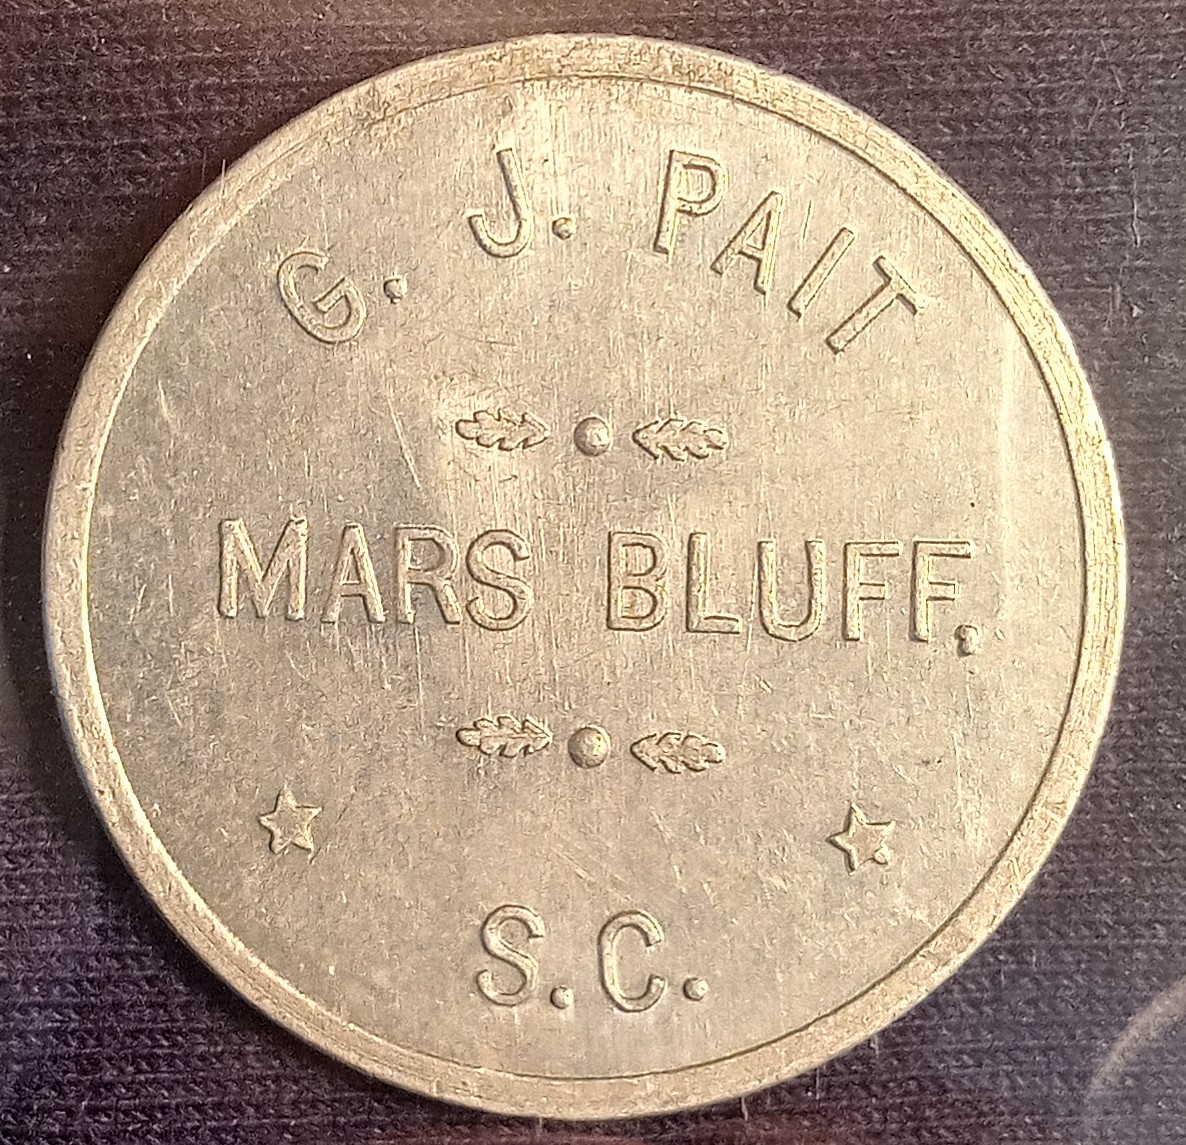 G. J. PAIT
MARS BLUFF,
S.C.